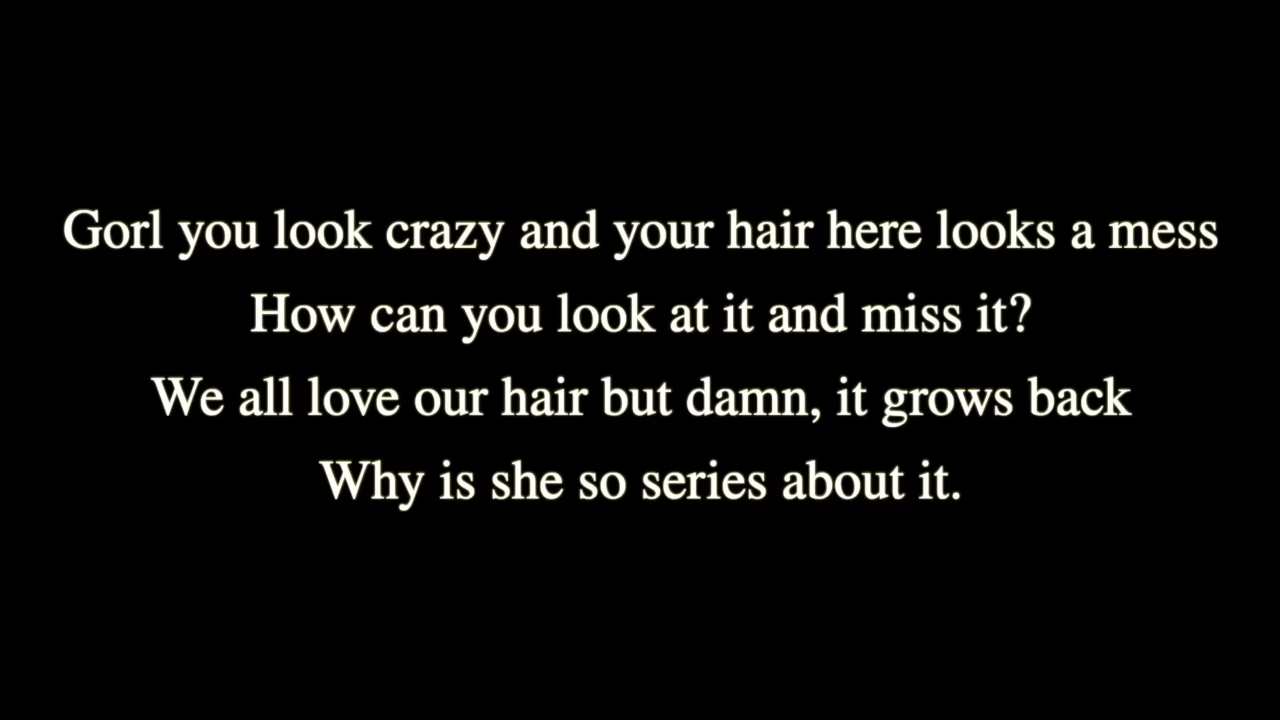 Gorl you look crazy and your hair here looks a mess
How can you look at it and miss it?
We all love our hair but damn, it grows back
Why is she so series about it.